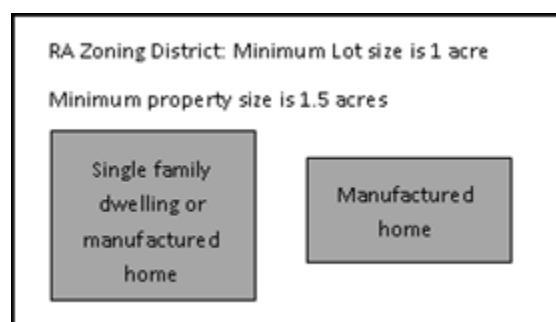 RA Zoning District: Minimum Lot size is 1 acre
Minimum property size is 1.5 acres
Single family
dwelling or
manufactured
home
Manufactured
home